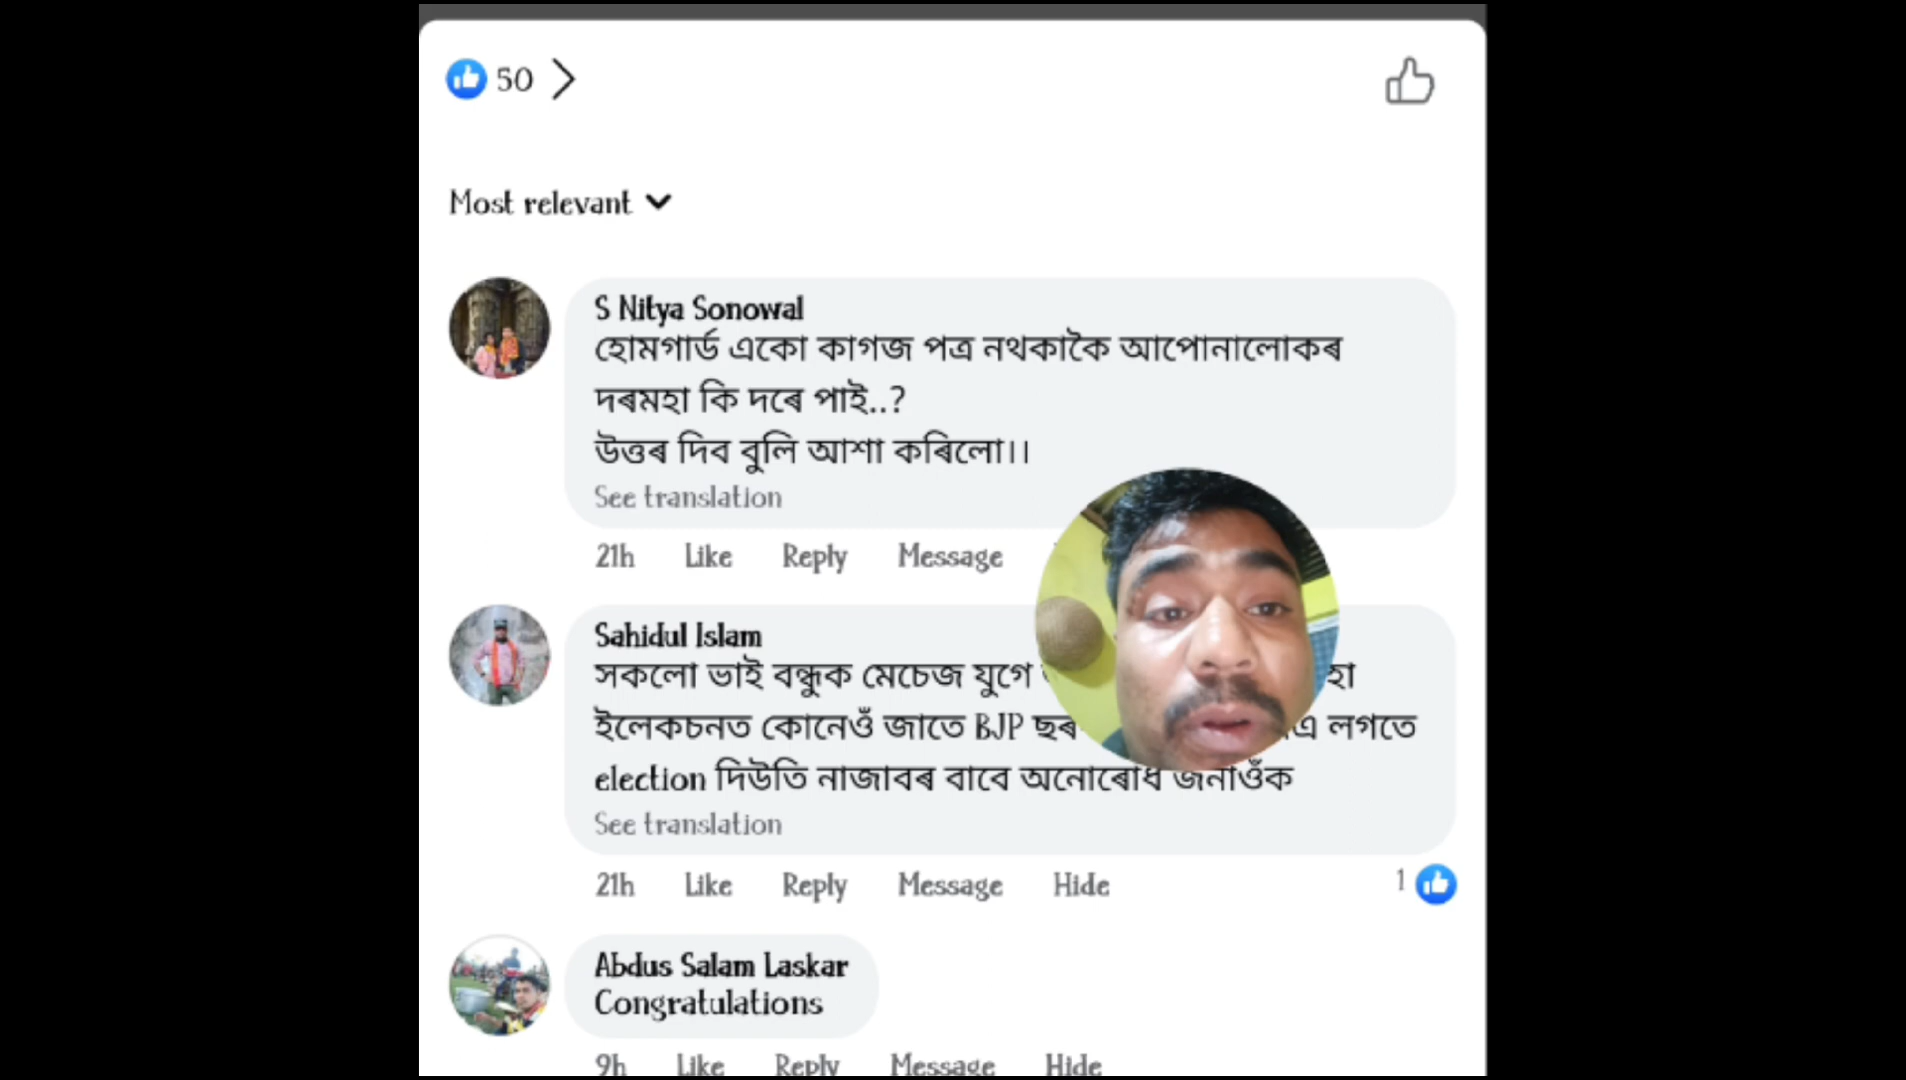 50
Most relevant
S Nitya Sonowal
হোমগার্ড একো কাগজ পত্ৰ নথকাকৈ আপোনালোকৰ
দৰমহা কি দৰে পাই..?
উত্তৰ দিব বুলি আশা কৰিলো।।
See translation
21h Like Reply Message
Sahidul Islam
সকলো ভাই বন্ধুক মেচেজ যুগে হা
ইলেকচনত কোনেওঁ জাতে BJP লগতে
election দিউতি নাজাবৰ বাবে অনোৰোধ জনাওঁক
See translation
21h Like Reply Message Hide
1
Abdus Salam Laskar
Congratulations
9h Like Reply Message Hide